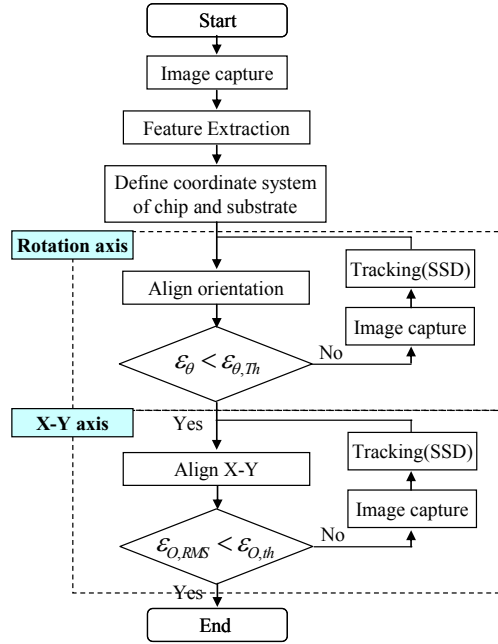 Start
Image capture
Feature Extraction
Define coordinate system
of chip and substrate
Rotation axis
Tracking(SSD)
Align orientation
Image capture
ε_θ < ε_θ,Th
No
X-Y axis
Yes
Tracking(SSD)
Align X-Y
Image capture
ε_O,RMS < ε_O,th
No
Yes
End